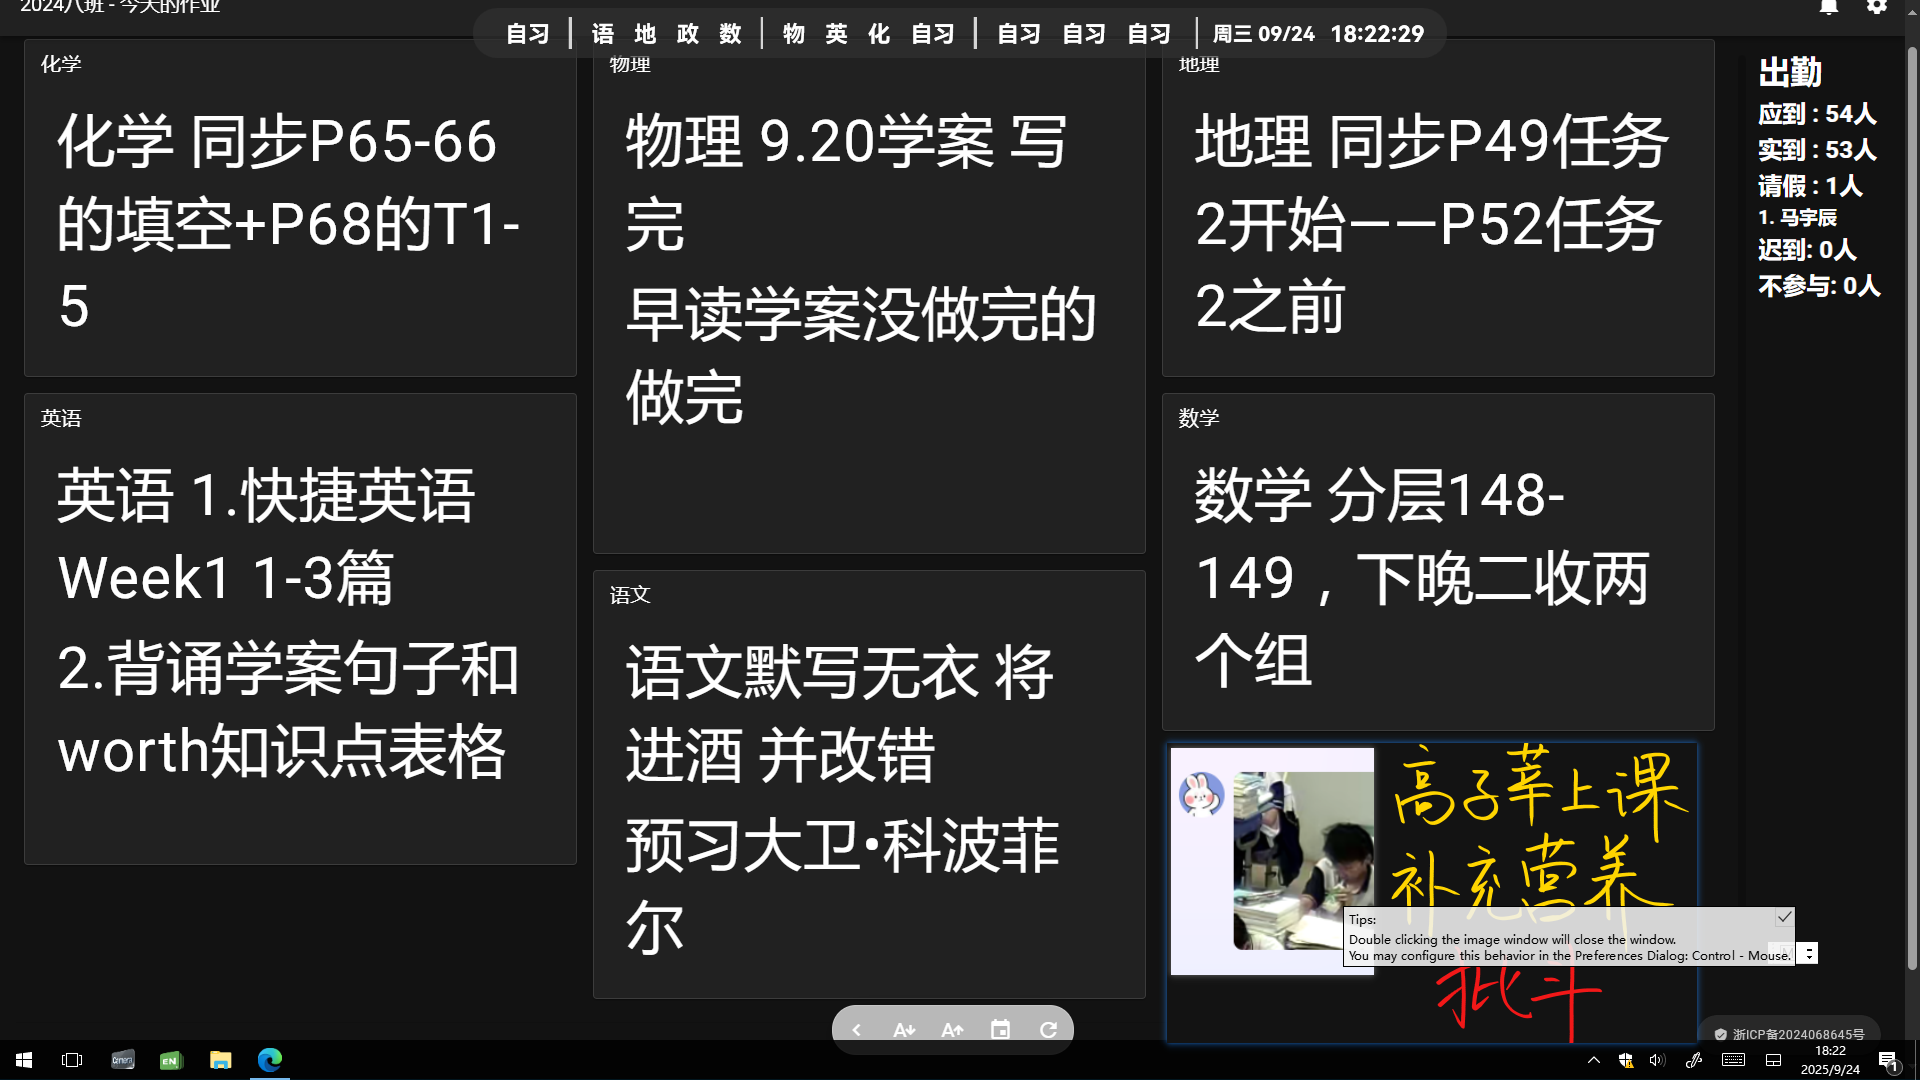 2024八班 - 今天的作业
自习 | 语 地 政 数 | 物 英 化 自习 | 自习 自习 自习 | 周三 09/24 18:22:29
化学
化学 同步P65-66
的填空+P68的T1-
5
英语
英语 1.快捷英语
Week1 1-3篇
2.背诵学案句子和
worth知识点表格
物理
物理 9.20学案 写
完
早读学案没做完的
做完
语文
语文默写无衣 将
进酒 并改错
预习大卫•科波菲
尔
地理
地理 同步P49任务
2开始——P52任务
2之前
数学
数学 分层148-
149，下晚二收两
个组
高子莘上课
补充营养
批斗
Tips:
Double clicking the image window will close the window.
You may configure this behavior in the Preferences Dialog: Control - Mouse.
出勤
应到 : 54人
实到 : 53人
请假 : 1人
1. 马宇辰
迟到: 0人
不参与: 0人
浙ICP备2024068645号
Camera
EN
18:22
2025/9/24
1